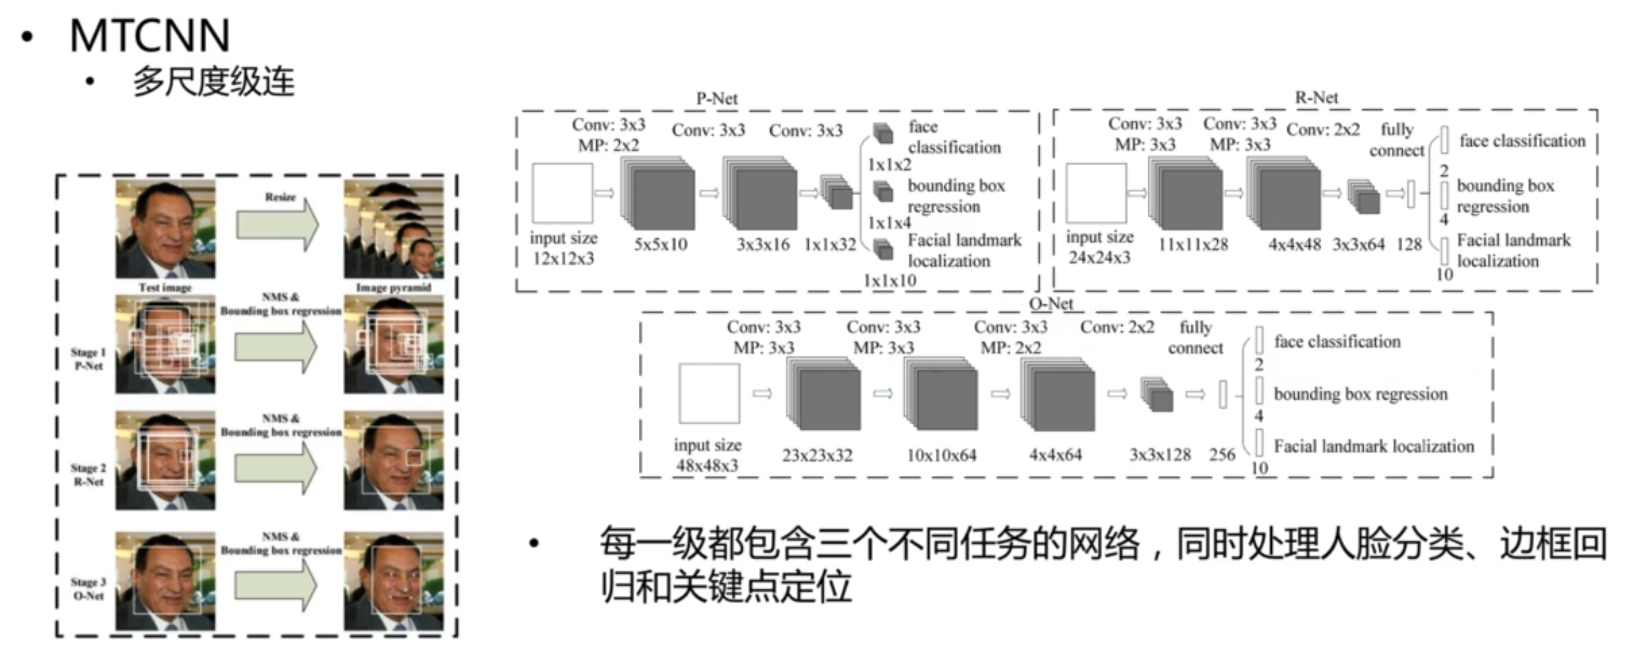 • MTCNN
• 多尺度级连
Resize
Test image
Image pyramid
NMS &
Bounding box regression
Stage 1
P-Net
NMS &
Bounding box regression
Stage 2
R-Net
NMS &
Bounding box regression
Stage 3
O-Net
P-Net
Conv: 3x3
MP: 2x2
Conv: 3x3
Conv: 3x3
input size
12x12x3
5x5x10
3x3x16
1x1x32
face
classification
1x1x2
bounding box
regression
1x1x4
Facial landmark
localization
1x1x10
R-Net
Conv: 3x3
MP: 3x3
Conv: 3x3
MP: 3x3
Conv: 2x2
fully
connect
input size
24x24x3
11x11x28
4x4x48
3x3x64
128
face classification
2
bounding box
regression
4
Facial landmark
localization
10
O-Net
Conv: 3x3
MP: 3x3
Conv: 3x3
MP: 3x3
Conv: 3x3
MP: 2x2
Conv: 2x2
fully
connect
input size
48x48x3
23x23x32
10x10x64
4x4x64
3x3x128
256
face classification
2
bounding box regression
4
Facial landmark localization
10
• 每一级都包含三个不同任务的网络，同时处理人脸分类、边框回
归和关键点定位